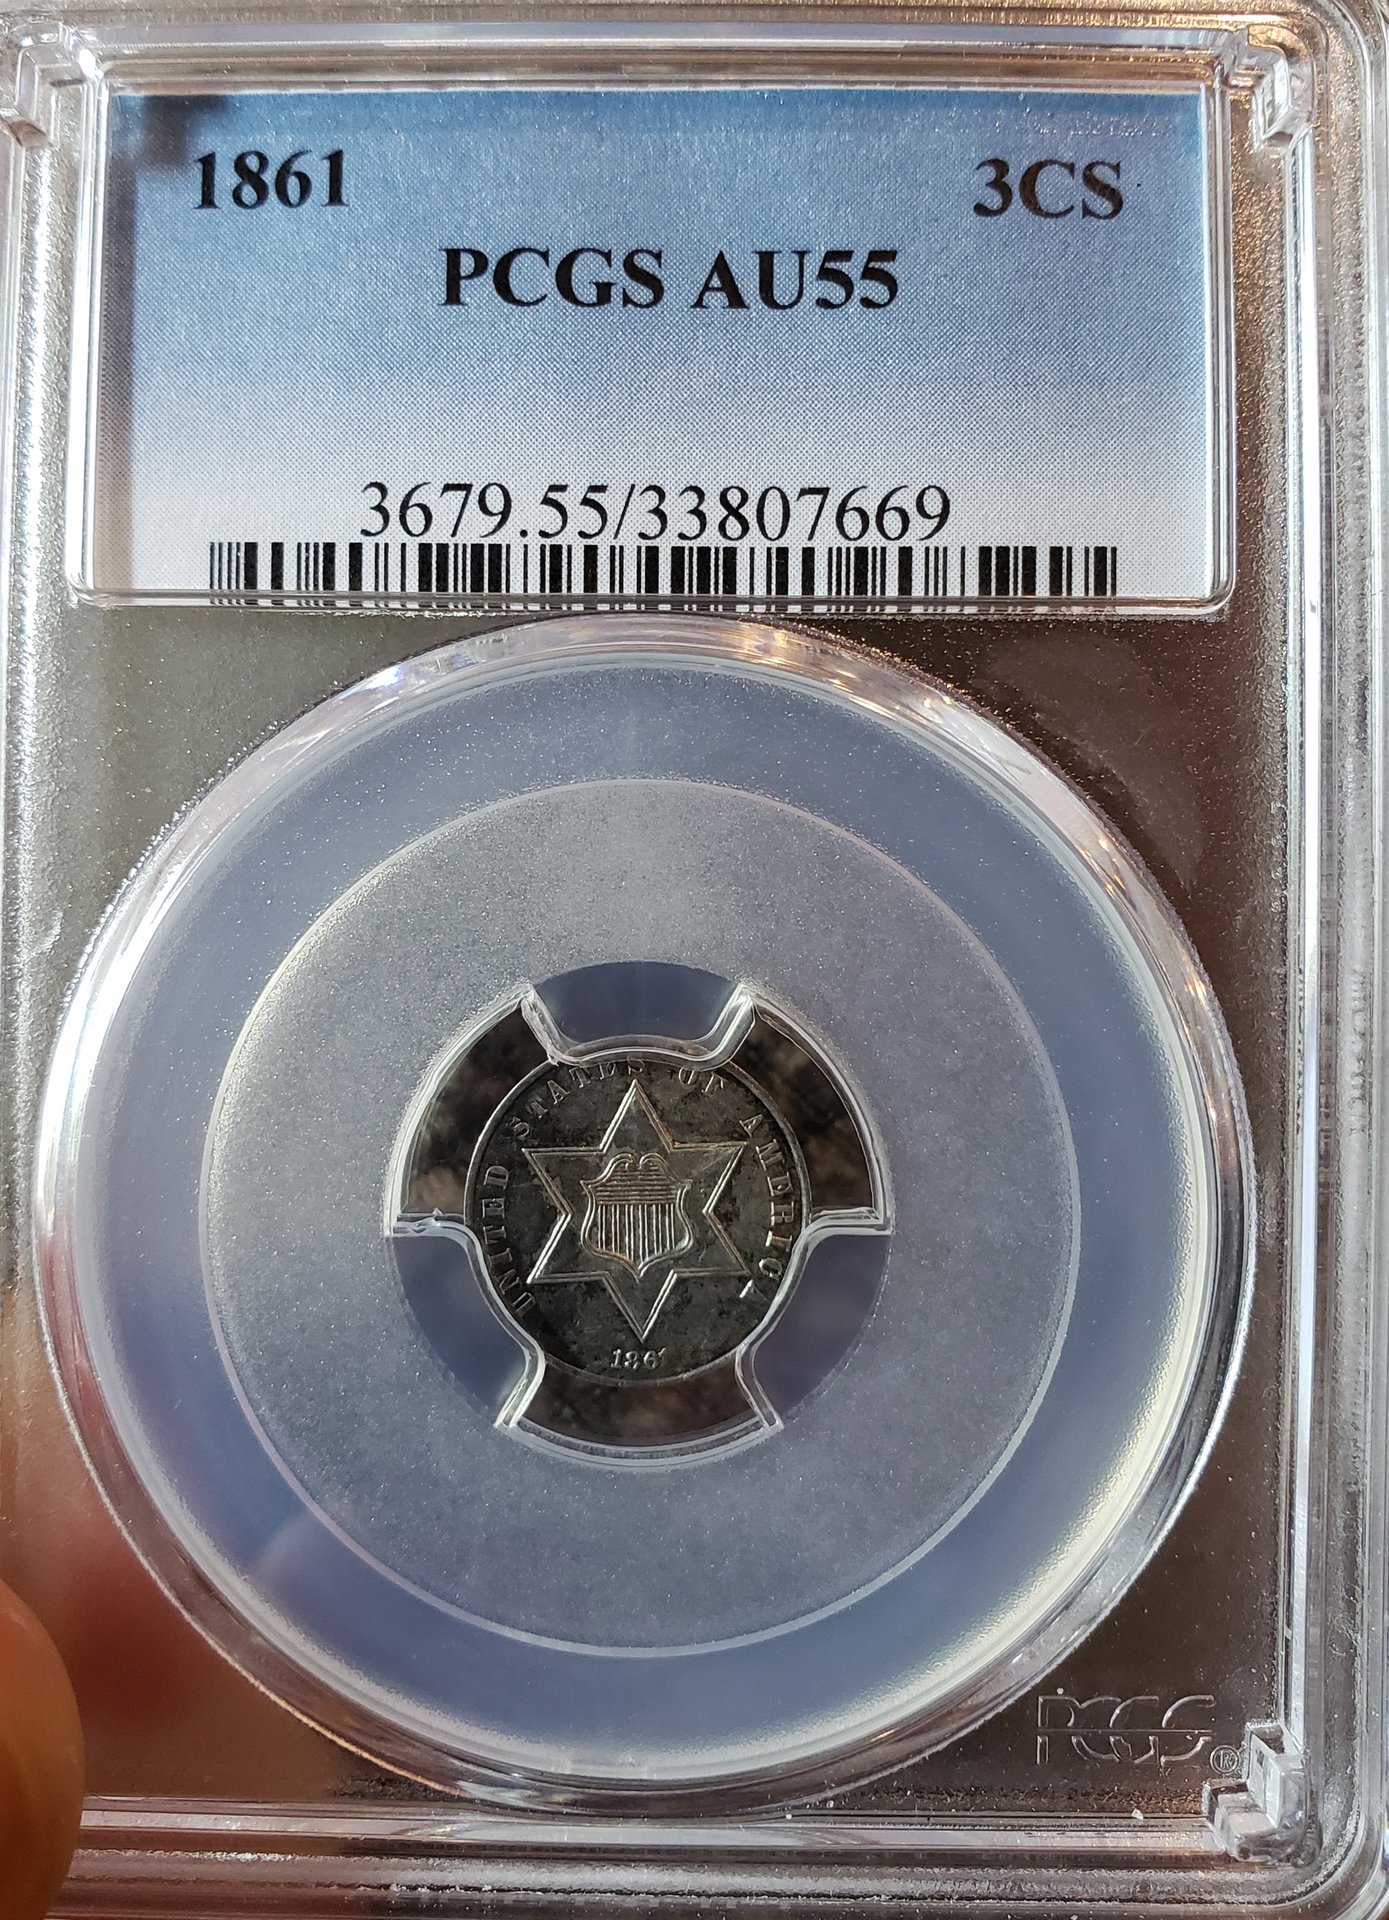 1861 3CS
PCGS AU55
3679.55/33807669
UNITED STATES OF AMERICA
1861
PCGS®